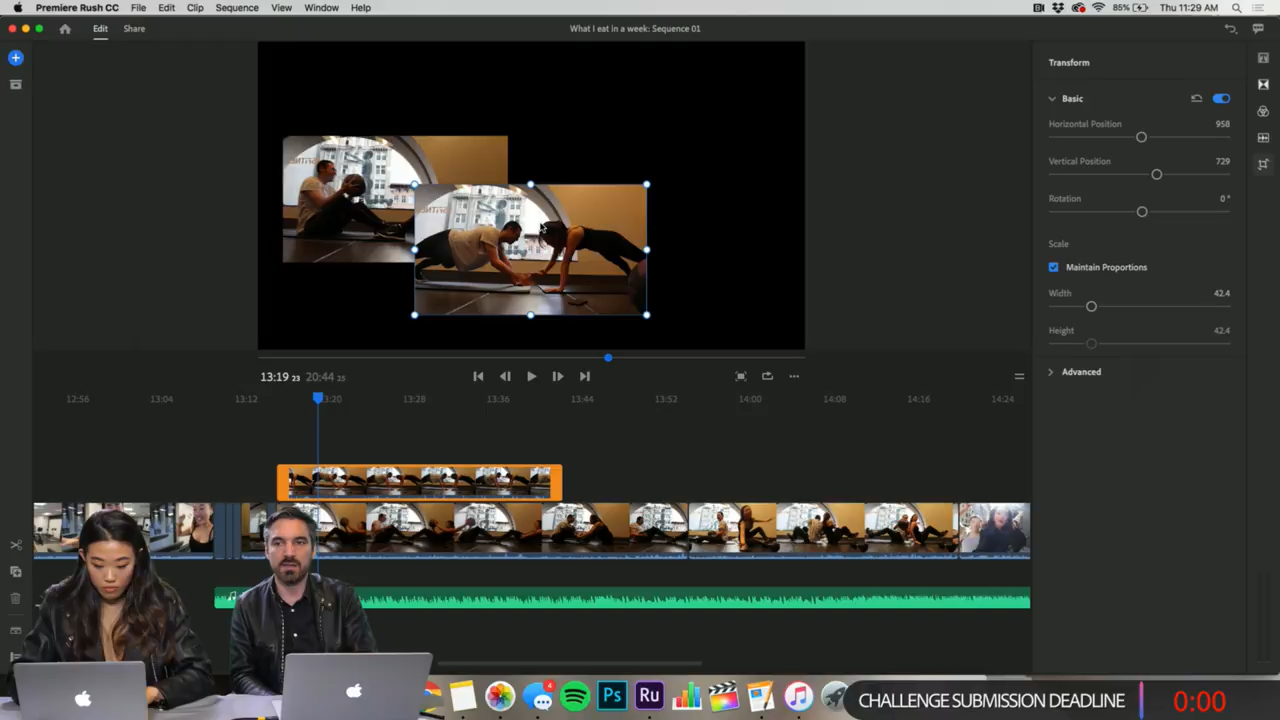 Premiere Rush CC File Edit Clip Sequence View Window Help 85% Thu 11:29 AM
Edit Share What I eat in a week: Sequence 01
Transform
Basic
Horizontal Position 958
Vertical Position 729
Rotation 0°
Scale
Maintain Proportions
Width 42.4
Height 42.4
Advanced
13:19 23 20:44 25
12:56 13:04 13:12 13:20 13:28 13:36 13:44 13:52 14:00 14:08 14:16 14:24
4
Ps Ru
CHALLENGE SUBMISSION DEADLINE 0:00